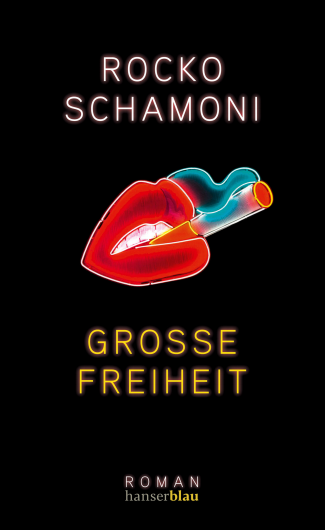 ROCKO
SCHAMONI
GROSSE
FREIHEIT
ROMAN
hanserblau